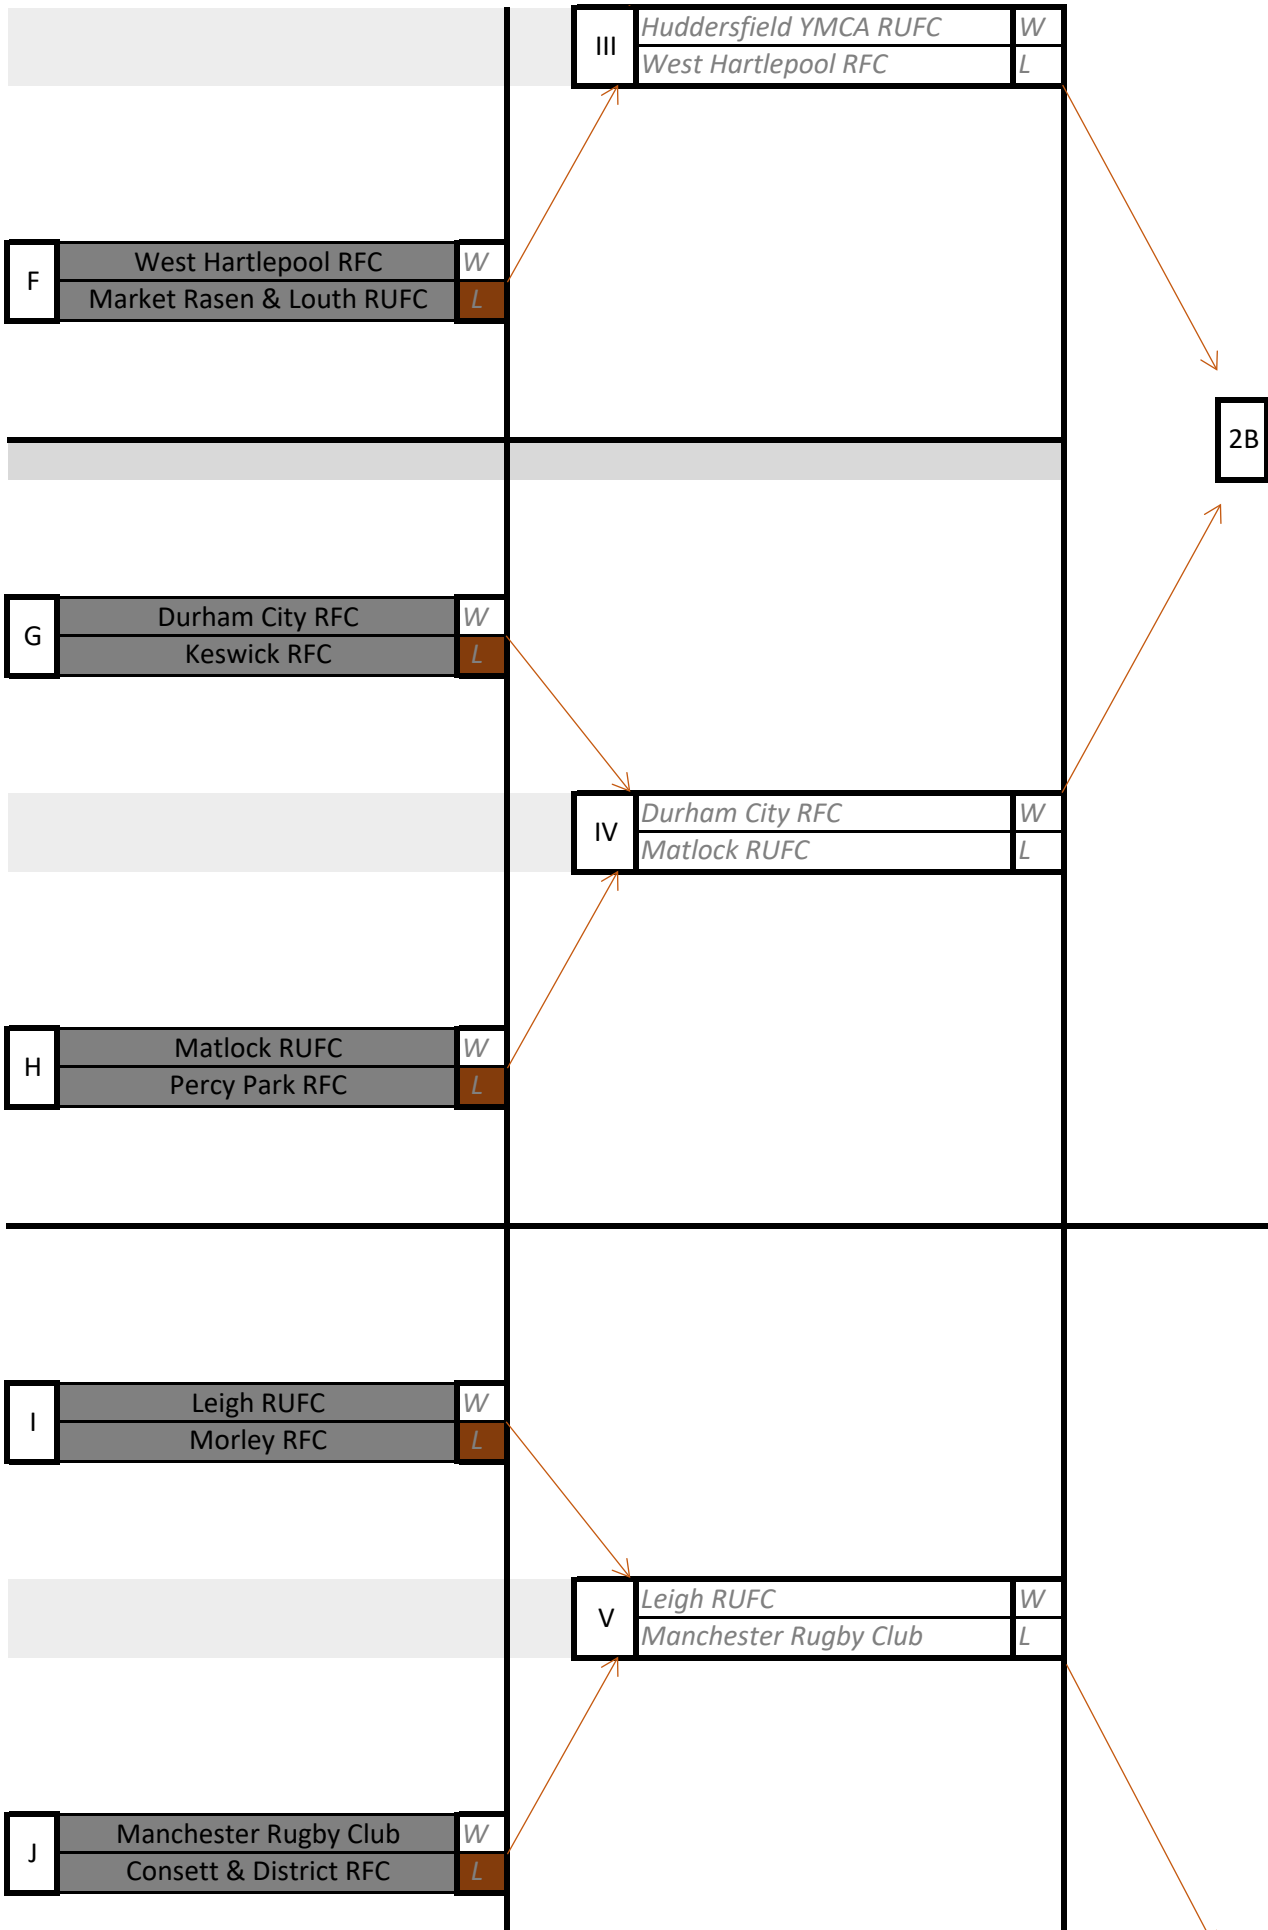 III
Huddersfield YMCA RUFC W
West Hartlepool RFC L
F
West Hartlepool RFC W
Market Rasen & Louth RUFC L
2B
G
Durham City RFC W
Keswick RFC L
IV
Durham City RFC W
Matlock RUFC L
H
Matlock RUFC W
Percy Park RFC L
I
Leigh RUFC W
Morley RFC L
V
Leigh RUFC W
Manchester Rugby Club L
J
Manchester Rugby Club W
Consett & District RFC L